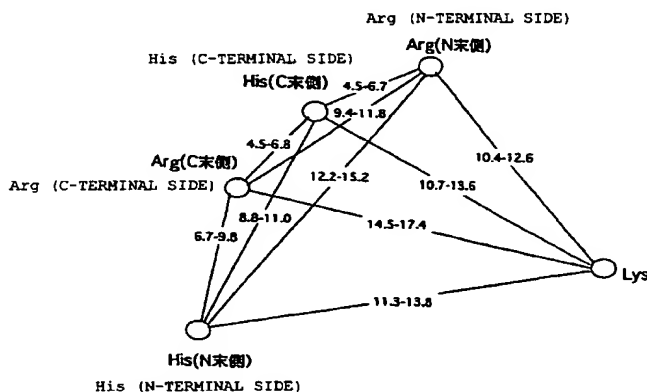 Arg (N-TERMINAL SIDE)
Arg(N末側)
His (C-TERMINAL SIDE)
His(C末側)
4.5-6.7
9.4-11.8
4.5-6.8
10.4-12.6
Arg(C末側)
12.2-15.2
10.7-13.6
Arg (C-TERMINAL SIDE)
8.8-11.0
14.5-17.4
6.7-9.8
Lys
11.3-13.8
His(N末側)
His (N-TERMINAL SIDE)